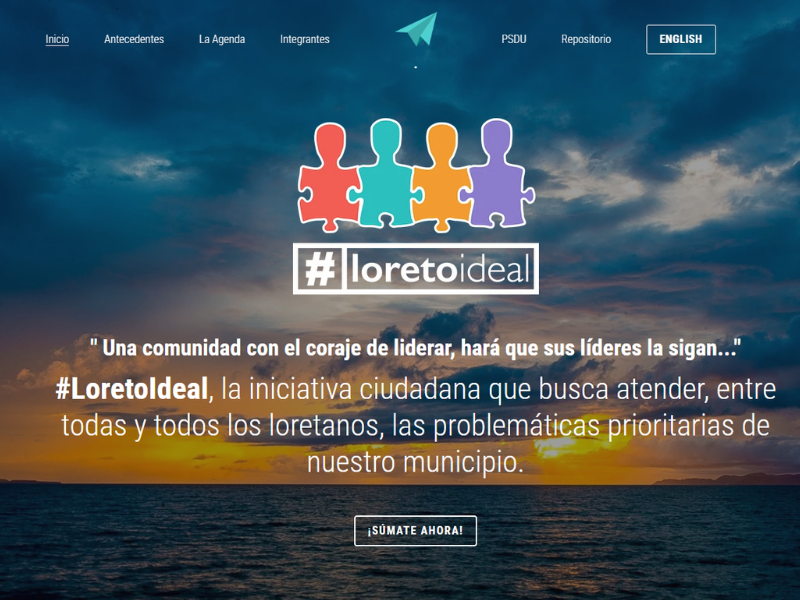 Inicio
Antecedentes
La Agenda
Integrantes
PSDU
Repositorio
ENGLISH
# loretoideal
" Una comunidad con el coraje de liderar, hará que sus líderes la sigan..."
#LoretoIdeal, la iniciativa ciudadana que busca atender, entre
todas y todos los loretanos, las problemáticas prioritarias de
nuestro municipio.
¡SÚMATE AHORA!